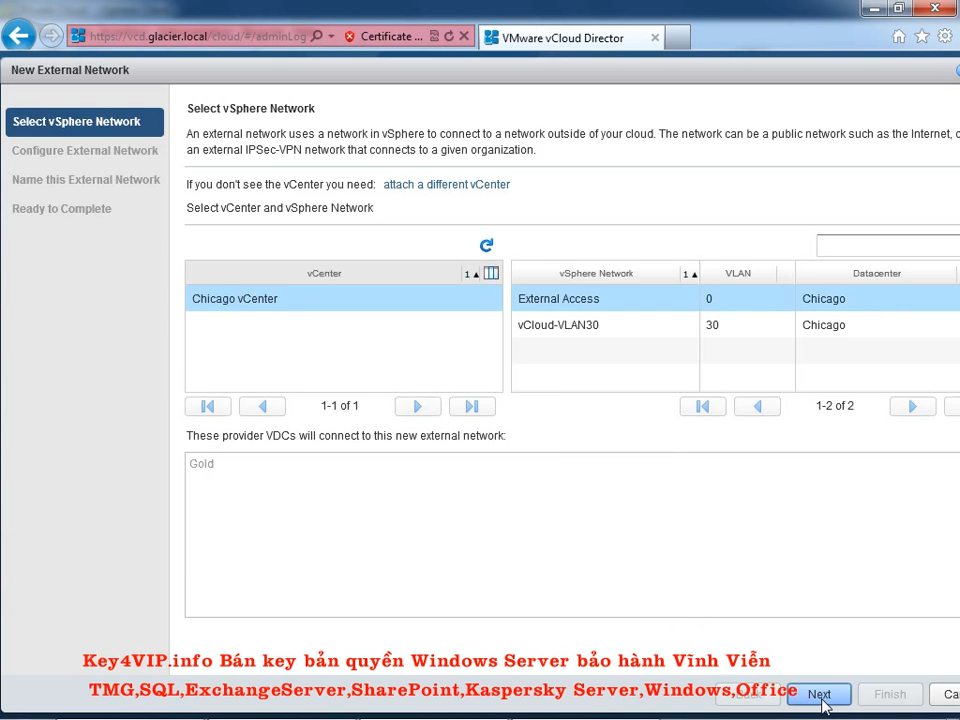 https://vcd.glacier.local/cloud/#/adminLog
Certificate ...
VMware vCloud Director
New External Network
Select vSphere Network
Configure External Network
Name this External Network
Ready to Complete
Select vSphere Network
An external network uses a network in vSphere to connect to a network outside of your cloud. The network can be a public network such as the Internet, o
an external IPSec-VPN network that connects to a given organization.
If you don't see the vCenter you need: attach a different vCenter
Select vCenter and vSphere Network
vCenter 1 ▲
Chicago vCenter
1-1 of 1
vSphere Network 1 ▲ VLAN Datacenter
External Access 0 Chicago
vCloud-VLAN30 30 Chicago
1-2 of 2
These provider VDCs will connect to this new external network:
Gold
Key4VIP.info Bán key bản quyền Windows Server bảo hành Vĩnh Viễn
TMG,SQL,ExchangeServer,SharePoint,Kaspersky Server,Windows,Office
Next
Finish
Ca